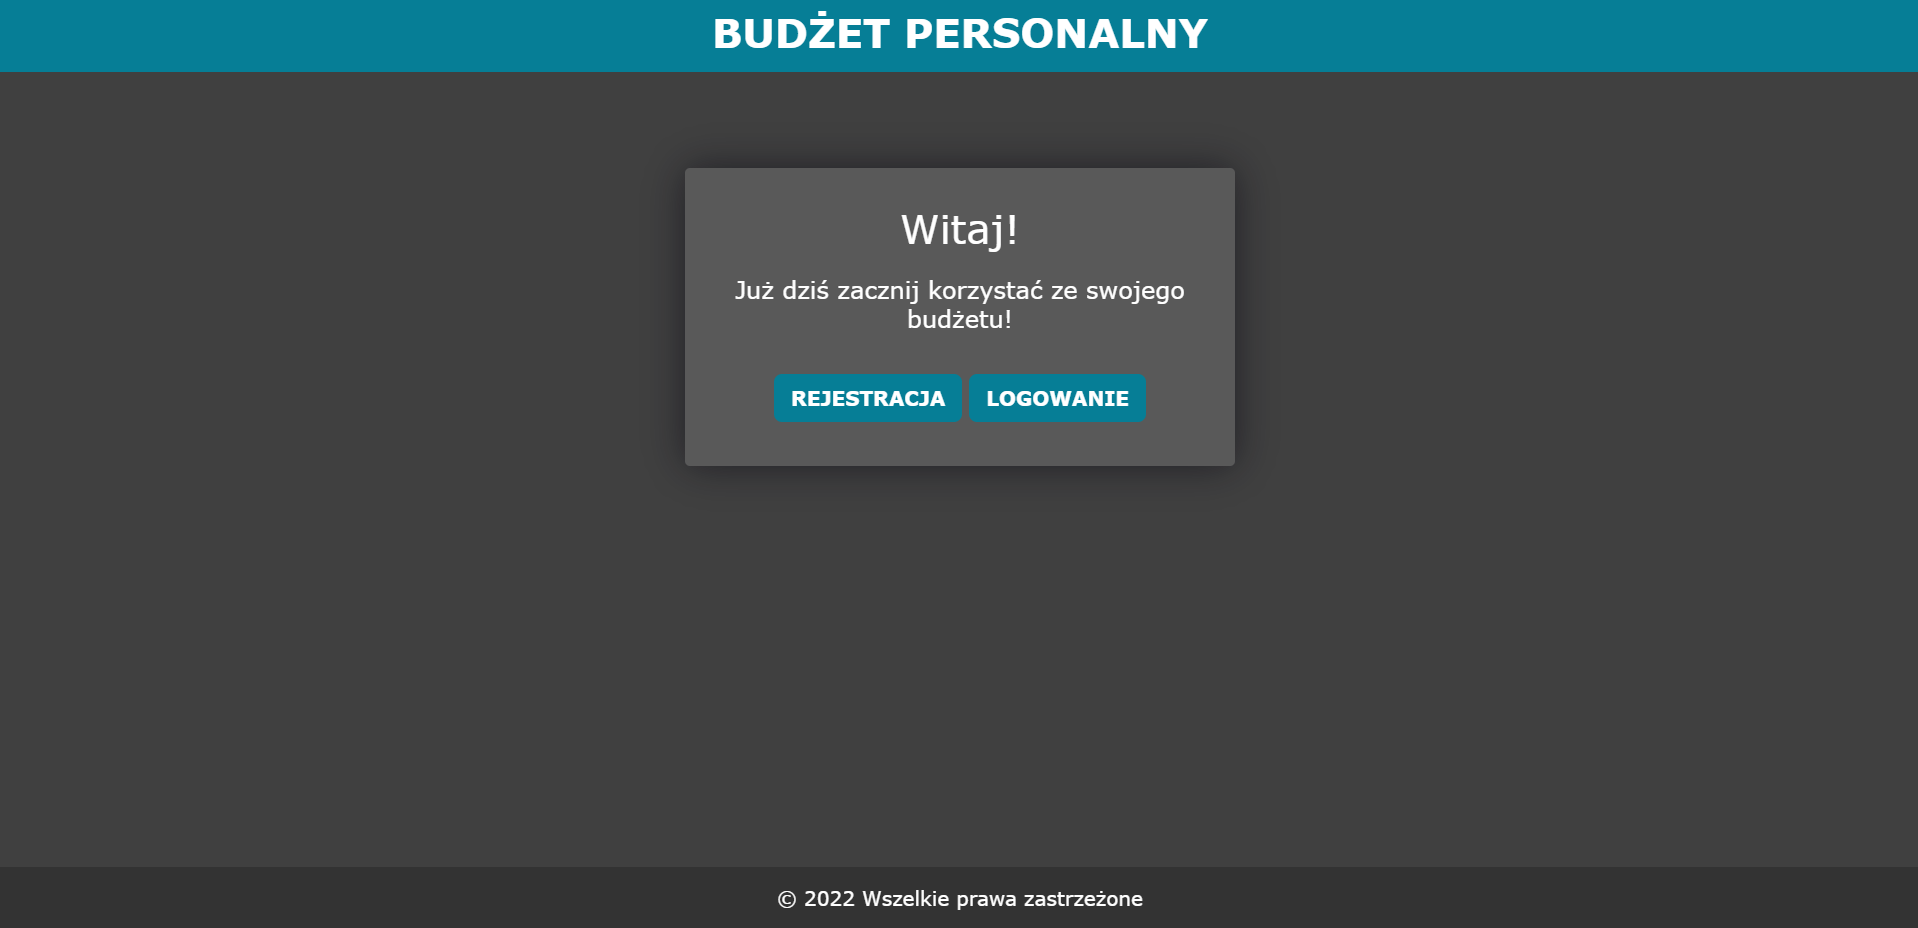 BUDŻET PERSONALNY
Witaj!
Już dziś zacznij korzystać ze swojego
budżetu!
REJESTRACJA LOGOWANIE
© 2022 Wszelkie prawa zastrzeżone